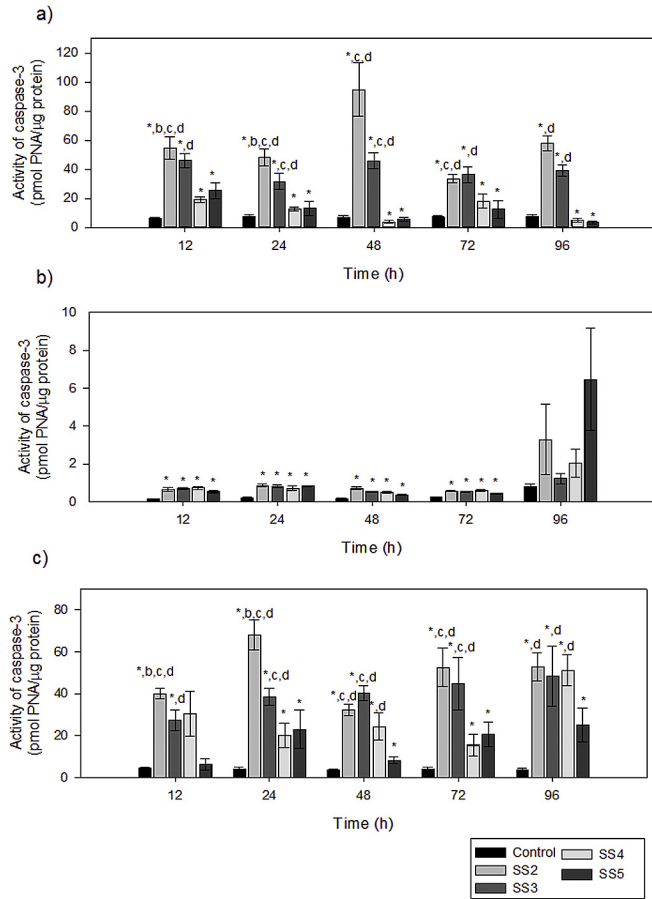 a)
Activity of caspase-3
(pmol PNA/µg protein)
120
100
80
60
40
20
0
*,b,c,d
*,d
*
*
*,b,c,d
*,c,d
*
*
*,c,d
*,c,d
*
*
*,c,d
*,d
*
*
*,d
*,d
*
*
12 24 48 72 96
Time (h)
b)
Activity of caspase-3
(pmol PNA/µg protein)
10
8
6
4
2
0
* * * *
* * * *
* * * *
* * * *
12 24 48 72 96
Time (h)
c)
Activity of caspase-3
(pmol PNA/µg protein)
80
60
40
20
0
*,b,c,d
*,d
*,b,c,d
*,c,d
*
*
*,c,d
*,c,d
*,d
*
*,c,d
*,c,d
*
*
*,d
*,d
*,d
*
12 24 48 72 96
Time (h)
Control
SS2
SS3
SS4
SS5